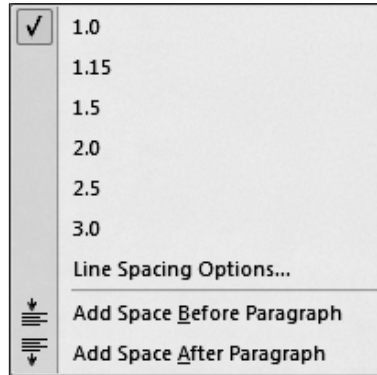 1.0
1.15
1.5
2.0
2.5
3.0
Line Spacing Options...
Add Space Before Paragraph
Add Space After Paragraph